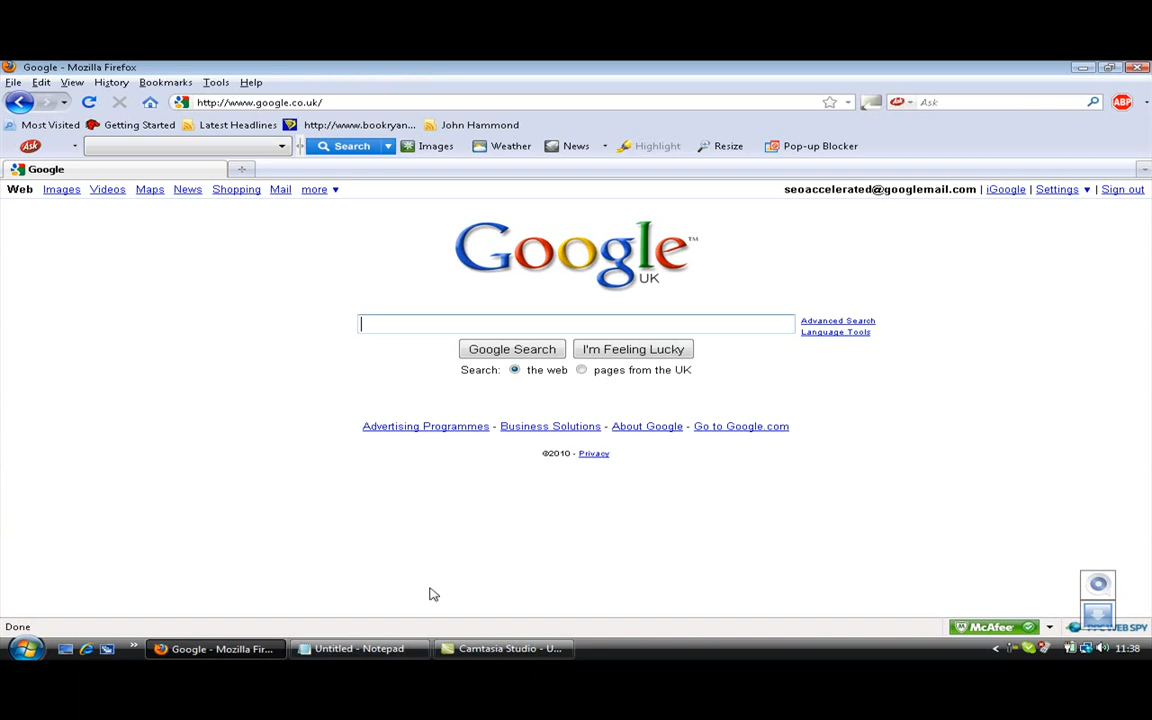 Google - Mozilla Firefox
File Edit View History Bookmarks Tools Help
http://www.google.co.uk/ Ask ABP
Most Visited Getting Started Latest Headlines http://www.bookryan... John Hammond
Ask Search Images Weather News Highlight Resize Pop-up Blocker
Google
Web Images Videos Maps News Shopping Mail more ▼ seoaccelerated@googlemail.com | iGoogle | Settings ▼ | Sign out
Google™
UK
Advanced Search
Language Tools
Google Search I'm Feeling Lucky
Search: the web pages from the UK
Advertising Programmes - Business Solutions - About Google - Go to Google.com
©2010 - Privacy
Done McAfee WEB SPY
Google - Mozilla Fir... Untitled - Notepad Camtasia Studio - U... 11:38